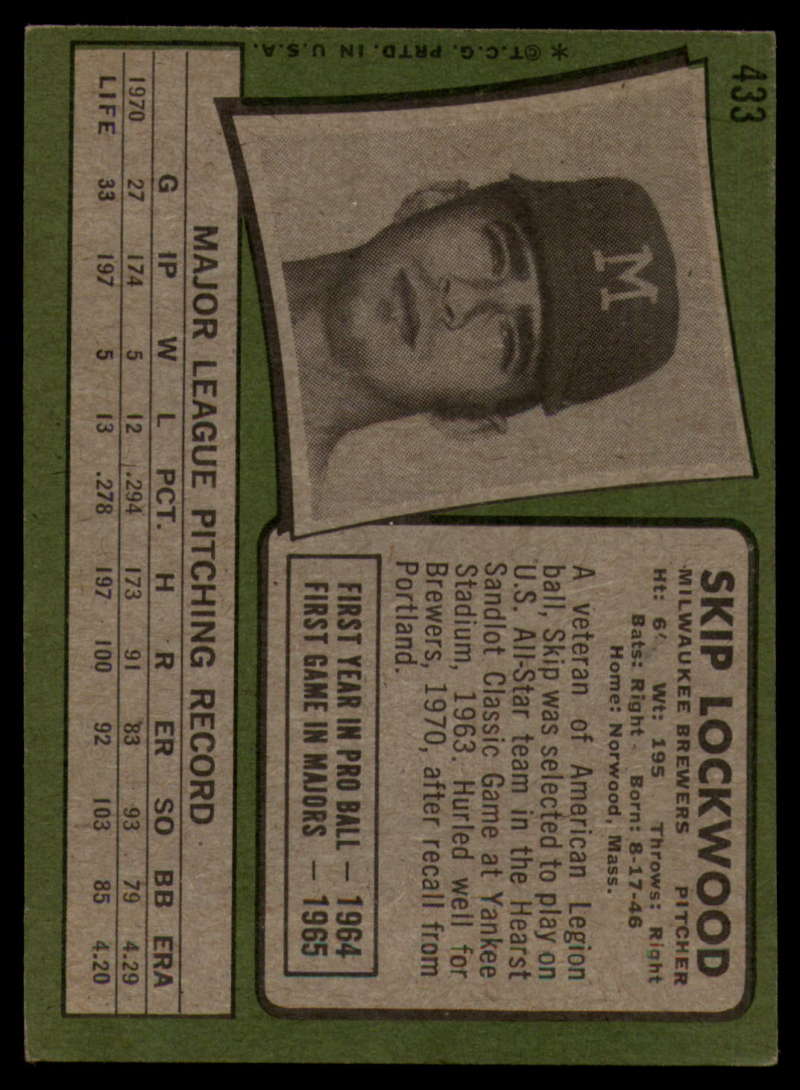 433
M
SKIP LOCKWOOD
MILWAUKEE BREWERS PITCHER
Ht: 6' Wt: 195 Throws: Right
Bats: Right Born: 8-17-46
Home: Norwood, Mass.
A veteran of American Legion
ball, Skip was selected to play on
U.S. All-Star team in the Hearst
Sandlot Classic Game at Yankee
Stadium, 1963. Hurled well for
Brewers, 1970, after recall from
Portland.
FIRST YEAR IN PRO BALL — 1964
FIRST GAME IN MAJORS — 1965
MAJOR LEAGUE PITCHING RECORD
G IP W L PCT. H R ER SO BB ERA
1970 27 174 5 12 .294 173 91 83 93 79 4.29
LIFE 33 197 5 13 .278 197 100 92 103 85 4.20
*©T.C.G. PRTD. IN U.S.A.